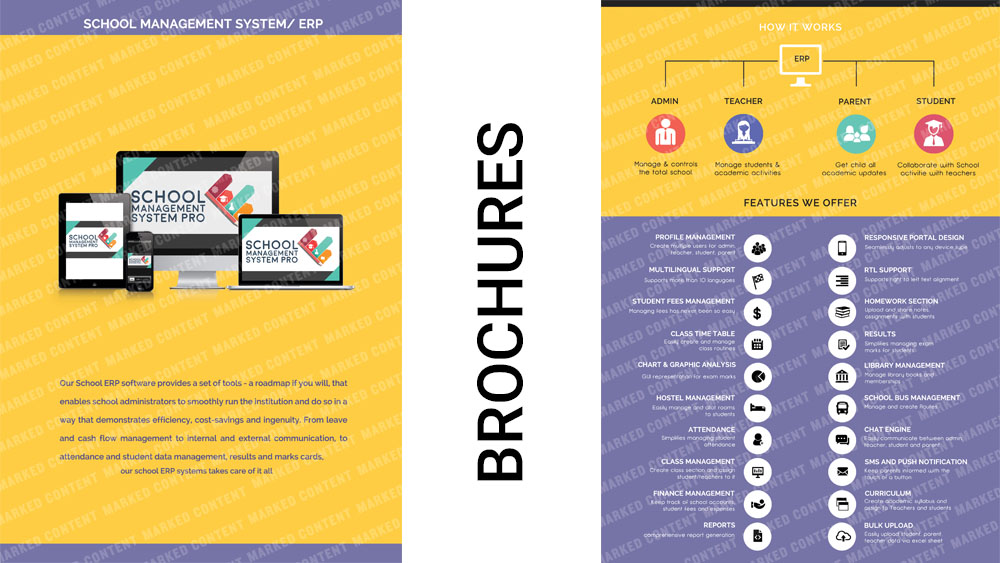 SCHOOL MANAGEMENT SYSTEM/ ERP
SCHOOL
MANAGEMENT
SYSTEM PRO
SCHOOL
MANAGEMENT
SYSTEM PRO
SCHOOL
MANAGEMENT
SYSTEM PRO
Our School ERP software provides a set of tools - a roadmap if you will, that
enables school administrators to smoothly run the institution and do so in a
way that demonstrates efficiency, cost-savings and ingenuity. From leave
and cash flow management to internal and external communication, to
attendance and student data management, results and marks cards,
our school ERP systems takes care of it all
BROCHURES
HOW IT WORKS
ERP
ADMIN
Manage & controls
the total school
TEACHER
Manage students &
academic activities
PARENT
Get child all
academic updates
STUDENT
Collaborate with School
activihe with teachers
FEATURES WE OFFER
PROFILE MANAGEMENT
Create multiple users for admin,
teacher, student, parent
MULTILINGUAL SUPPORT
Supports more than 10 languages
STUDENT FEES MANAGEMENT
Managing fees has never been so easy
CLASS TIME TABLE
Easily create and manage
class routines
CHART & GRAPHIC ANALYSIS
GUI representation for exam marks
HOSTEL MANAGEMENT
Easily manage and allot rooms
to students
ATTENDANCE
Simplifies managing student
attendance
CLASS MANAGEMENT
Create class section and assign
student/teachers to it
FINANCE MANAGEMENT
Keep track of school accounts,
student fees and expenses
REPORTS
comprehensive report generation
RESPONSIVE PORTAL DESIGN
Seamlessly adjusts to any device type
RTL SUPPORT
Supports right to left text alignment
HOMEWORK SECTION
Upload and share notes,
assignments with students
RESULTS
Simplifies managing exam
marks for students
LIBRARY MANAGEMENT
Manage library books and
memberships
SCHOOL BUS MANAGEMENT
Manage and create Routes
CHAT ENGINE
Easily communicate between admin,
teacher, student and parent
SMS AND PUSH NOTIFICATION
Keep parents informed with the
touch of a button
CURRICULUM
Create academic syllabus and
assign to Teachers and students
BULK UPLOAD
Easily upload student, parent
teacher data via excel sheet
MARKED CONTENT